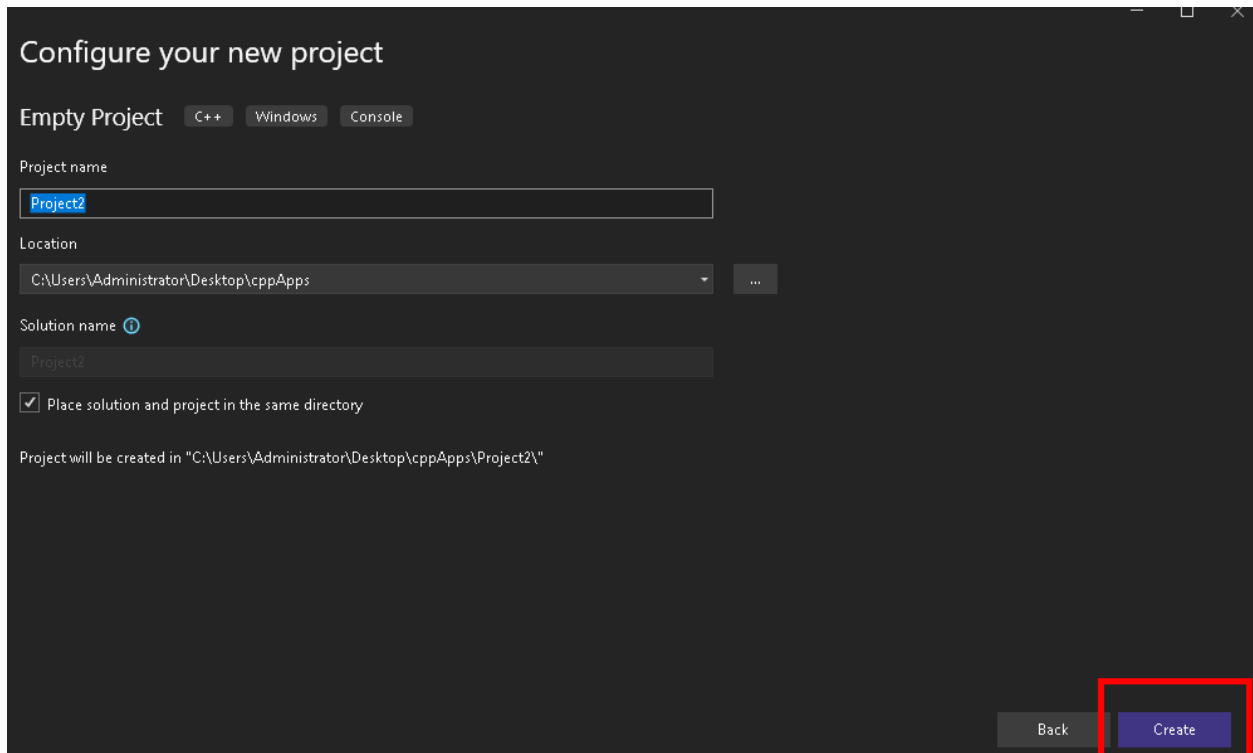 Configure your new project
Empty Project C++ Windows Console
Project name
Project2
Location
C:\Users\Administrator\Desktop\cppApps ...
Solution name
Project2
Place solution and project in the same directory
Project will be created in "C:\Users\Administrator\Desktop\cppApps\Project2\"
Back Create